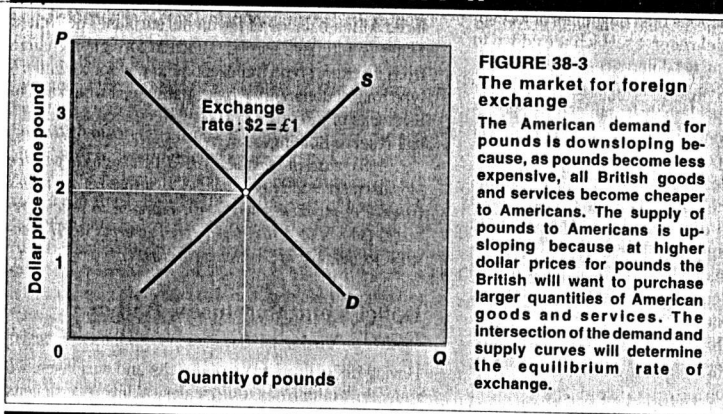 P
3
2
1
0
Dollar price of one pound
Exchange
rate: $2 = £1
S
D
Q
Quantity of pounds
FIGURE 38-3
The market for foreign
exchange
The American demand for
pounds is downsloping be-
cause, as pounds become less
expensive, all British goods
and services become cheaper
to Americans. The supply of
pounds to Americans is up-
sloping because at higher
dollar prices for pounds the
British will want to purchase
larger quantities of American
goods and services. The
intersection of the demand and
supply curves will determine
the equilibrium rate of
exchange.